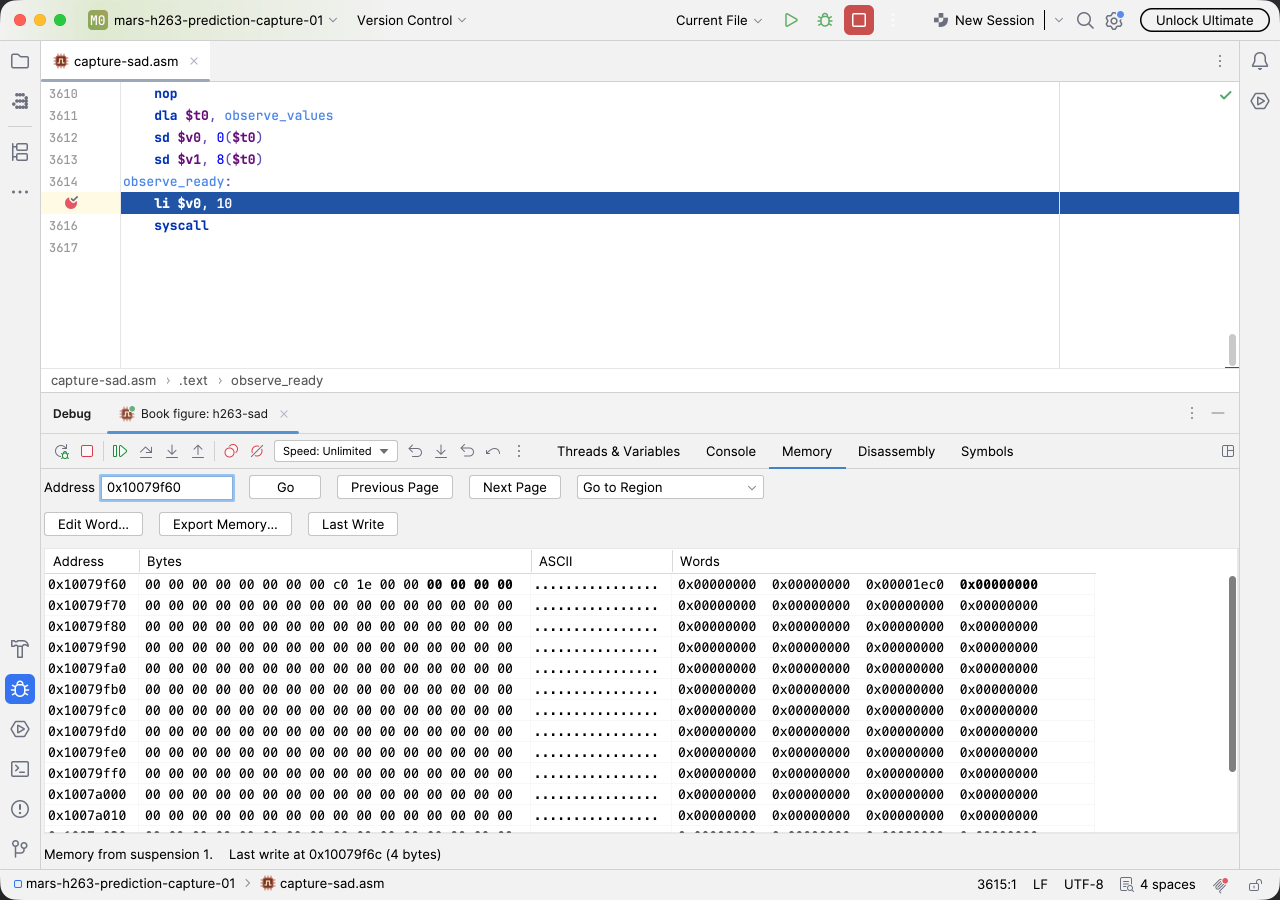 M0 mars-h263-prediction-capture-01 Version Control Current File New Session Unlock Ultimate
capture-sad.asm
3610 nop
3611 dla $t0, observe_values
3612 sd $v0, 0($t0)
3613 sd $v1, 8($t0)
3614 observe_ready:
li $v0, 10
3616 syscall
3617
capture-sad.asm › .text › observe_ready
Debug Book figure: h263-sad
Speed: Unlimited Threads & Variables Console Memory Disassembly Symbols
Address 0x10079f60 Go Previous Page Next Page Go to Region
Edit Word... Export Memory... Last Write
Address Bytes ASCII Words
0x10079f60 00 00 00 00 00 00 00 00 c0 1e 00 00 00 00 00 00 ................ 0x00000000 0x00000000 0x00001ec0 0x00000000
0x10079f70 00 00 00 00 00 00 00 00 00 00 00 00 00 00 00 00 ................ 0x00000000 0x00000000 0x00000000 0x00000000
0x10079f80 00 00 00 00 00 00 00 00 00 00 00 00 00 00 00 00 ................ 0x00000000 0x00000000 0x00000000 0x00000000
0x10079f90 00 00 00 00 00 00 00 00 00 00 00 00 00 00 00 00 ................ 0x00000000 0x00000000 0x00000000 0x00000000
0x10079fa0 00 00 00 00 00 00 00 00 00 00 00 00 00 00 00 00 ................ 0x00000000 0x00000000 0x00000000 0x00000000
0x10079fb0 00 00 00 00 00 00 00 00 00 00 00 00 00 00 00 00 ................ 0x00000000 0x00000000 0x00000000 0x00000000
0x10079fc0 00 00 00 00 00 00 00 00 00 00 00 00 00 00 00 00 ................ 0x00000000 0x00000000 0x00000000 0x00000000
0x10079fd0 00 00 00 00 00 00 00 00 00 00 00 00 00 00 00 00 ................ 0x00000000 0x00000000 0x00000000 0x00000000
0x10079fe0 00 00 00 00 00 00 00 00 00 00 00 00 00 00 00 00 ................ 0x00000000 0x00000000 0x00000000 0x00000000
0x10079ff0 00 00 00 00 00 00 00 00 00 00 00 00 00 00 00 00 ................ 0x00000000 0x00000000 0x00000000 0x00000000
0x1007a000 00 00 00 00 00 00 00 00 00 00 00 00 00 00 00 00 ................ 0x00000000 0x00000000 0x00000000 0x00000000
0x1007a010 00 00 00 00 00 00 00 00 00 00 00 00 00 00 00 00 ................ 0x00000000 0x00000000 0x00000000 0x00000000
Memory from suspension 1. Last write at 0x10079f6c (4 bytes)
mars-h263-prediction-capture-01 › capture-sad.asm 3615:1 LF UTF-8 4 spaces